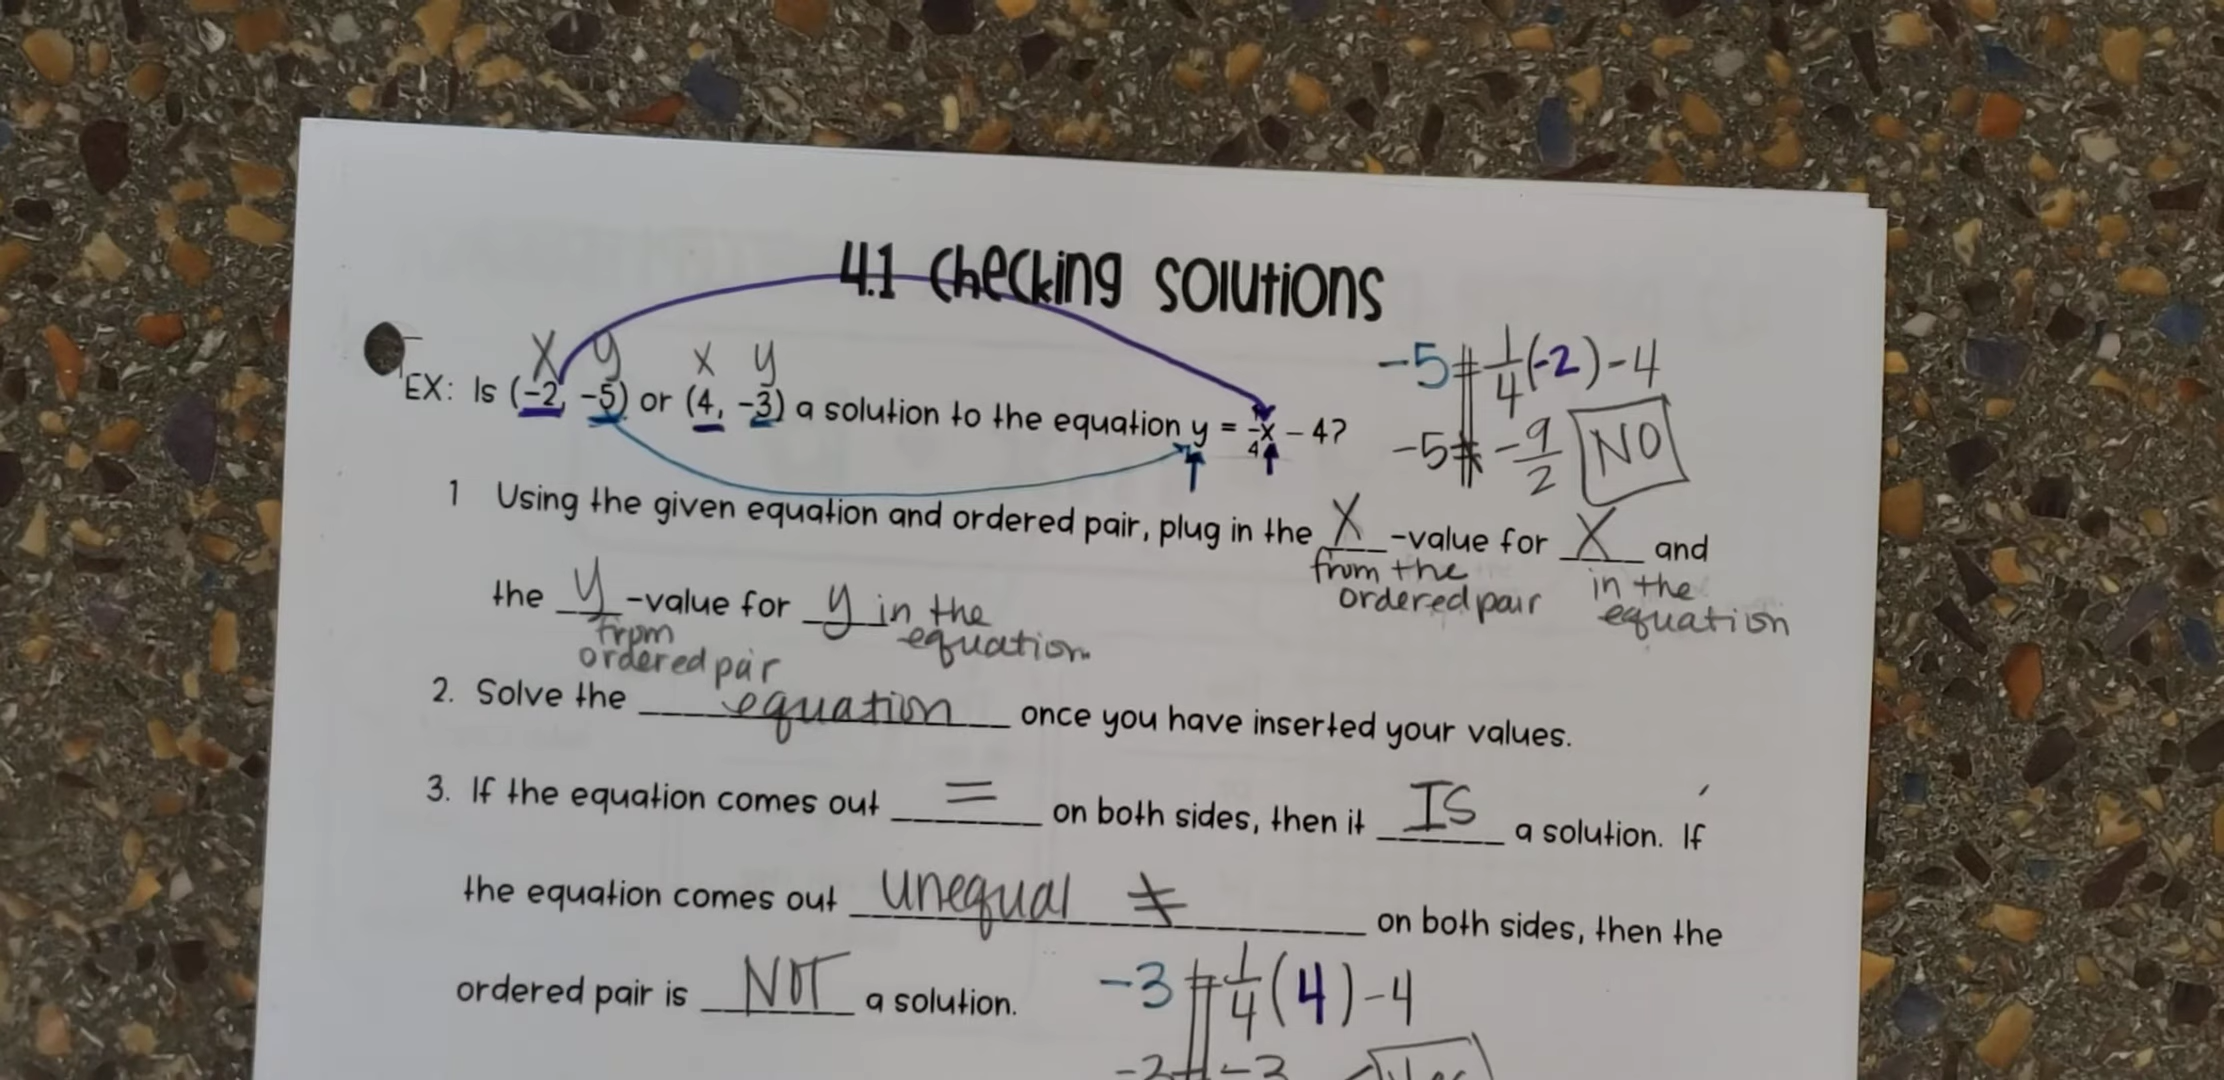 4.1 Checking Solutions
X y x y
EX: Is (-2, -5) or (4, -3) a solution to the equation y = 1/4 x - 4?
-5 = 1/4 (-2) - 4
-5 ≠ -9/2 NO
1 Using the given equation and ordered pair, plug in the X -value for X and
from the ordered pair
in the equation
the y -value for y in the equation
from ordered pair
2. Solve the equation once you have inserted your values.
3. If the equation comes out = on both sides, then it IS a solution. If
the equation comes out unequal ≠ on both sides, then the
ordered pair is NOT a solution.
-3 = 1/4 (4) - 4